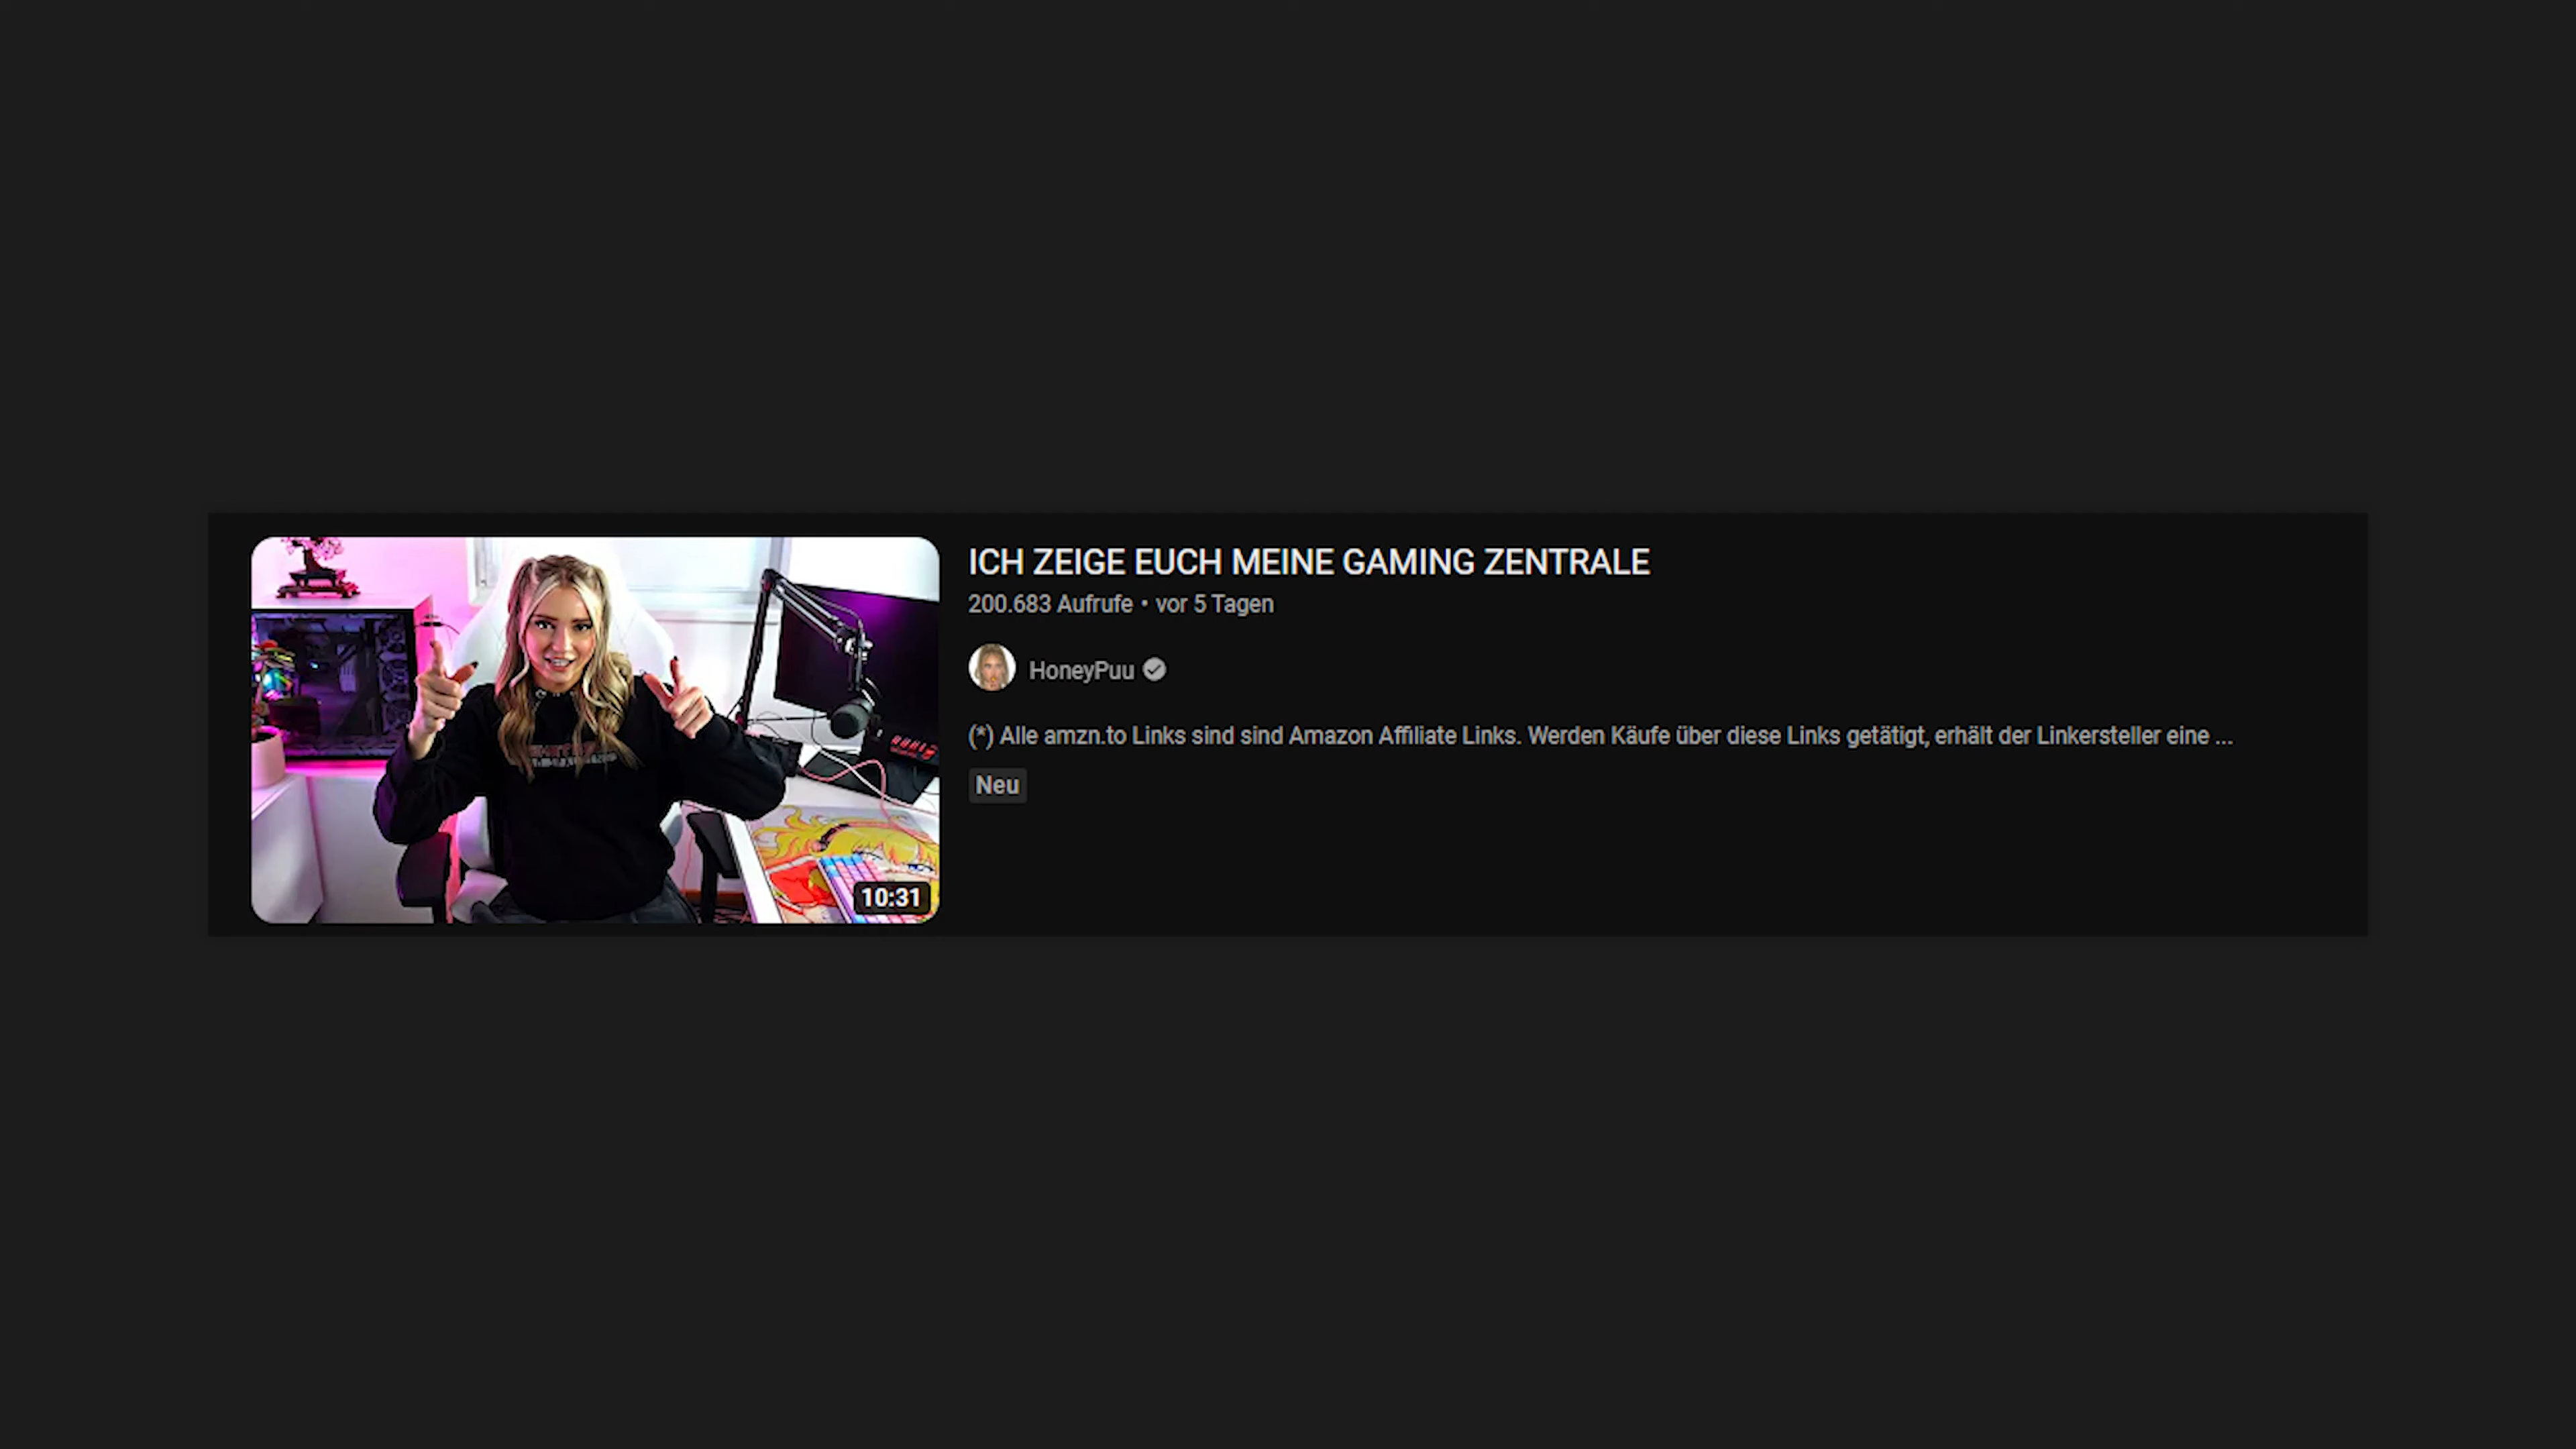 ICH ZEIGE EUCH MEINE GAMING ZENTRALE
200.683 Aufrufe • vor 5 Tagen
HoneyPuu
(*) Alle amzn.to Links sind sind Amazon Affiliate Links. Werden Käufe über diese Links getätigt, erhält der Linkersteller eine ...
Neu
10:31